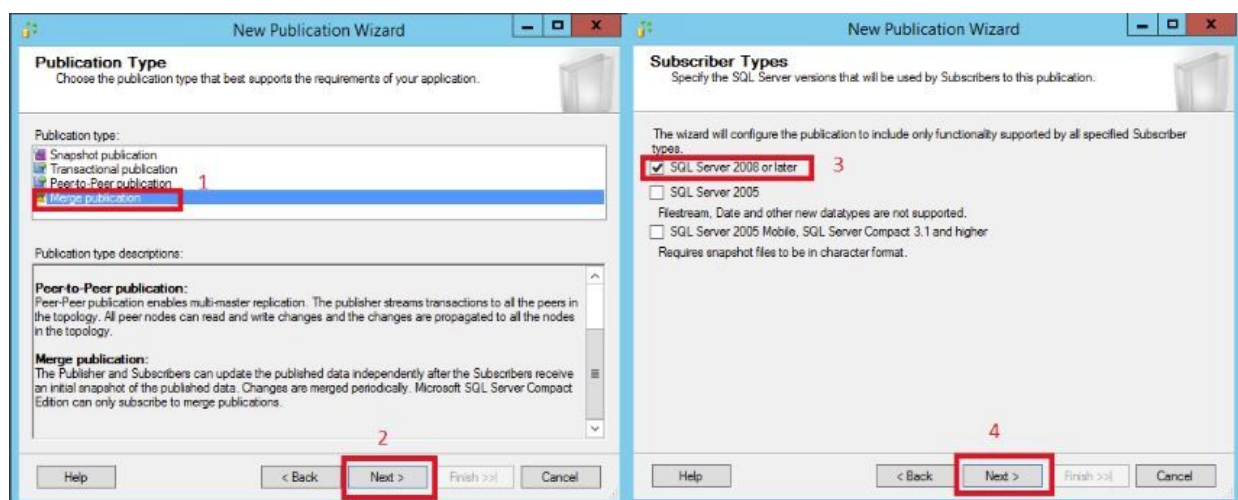 New Publication Wizard
Publication Type
Choose the publication type that best supports the requirements of your application.
Publication type:
Snapshot publication
Transactional publication
Peer-to-Peer publication
1
Merge publication
Publication type descriptions:
Peer-to-Peer publication:
Peer-Peer publication enables multi-master replication. The publisher streams transactions to all the peers in
the topology. All peer nodes can read and write changes and the changes are propagated to all the nodes
in the topology.
Merge publication:
The Publisher and Subscribers can update the published data independently after the Subscribers receive
an initial snapshot of the published data. Changes are merged periodically. Microsoft SQL Server Compact
Edition can only subscribe to merge publications.
2
Help
< Back
Next >
Finish >>|
Cancel
New Publication Wizard
Subscriber Types
Specify the SQL Server versions that will be used by Subscribers to this publication.
The wizard will configure the publication to include only functionality supported by all specified Subscriber
types.
SQL Server 2008 or later
3
SQL Server 2005
Filestream, Date and other new datatypes are not supported.
SQL Server 2005 Mobile, SQL Server Compact 3.1 and higher
Requires snapshot files to be in character format.
4
Help
< Back
Next >
Finish >>|
Cancel